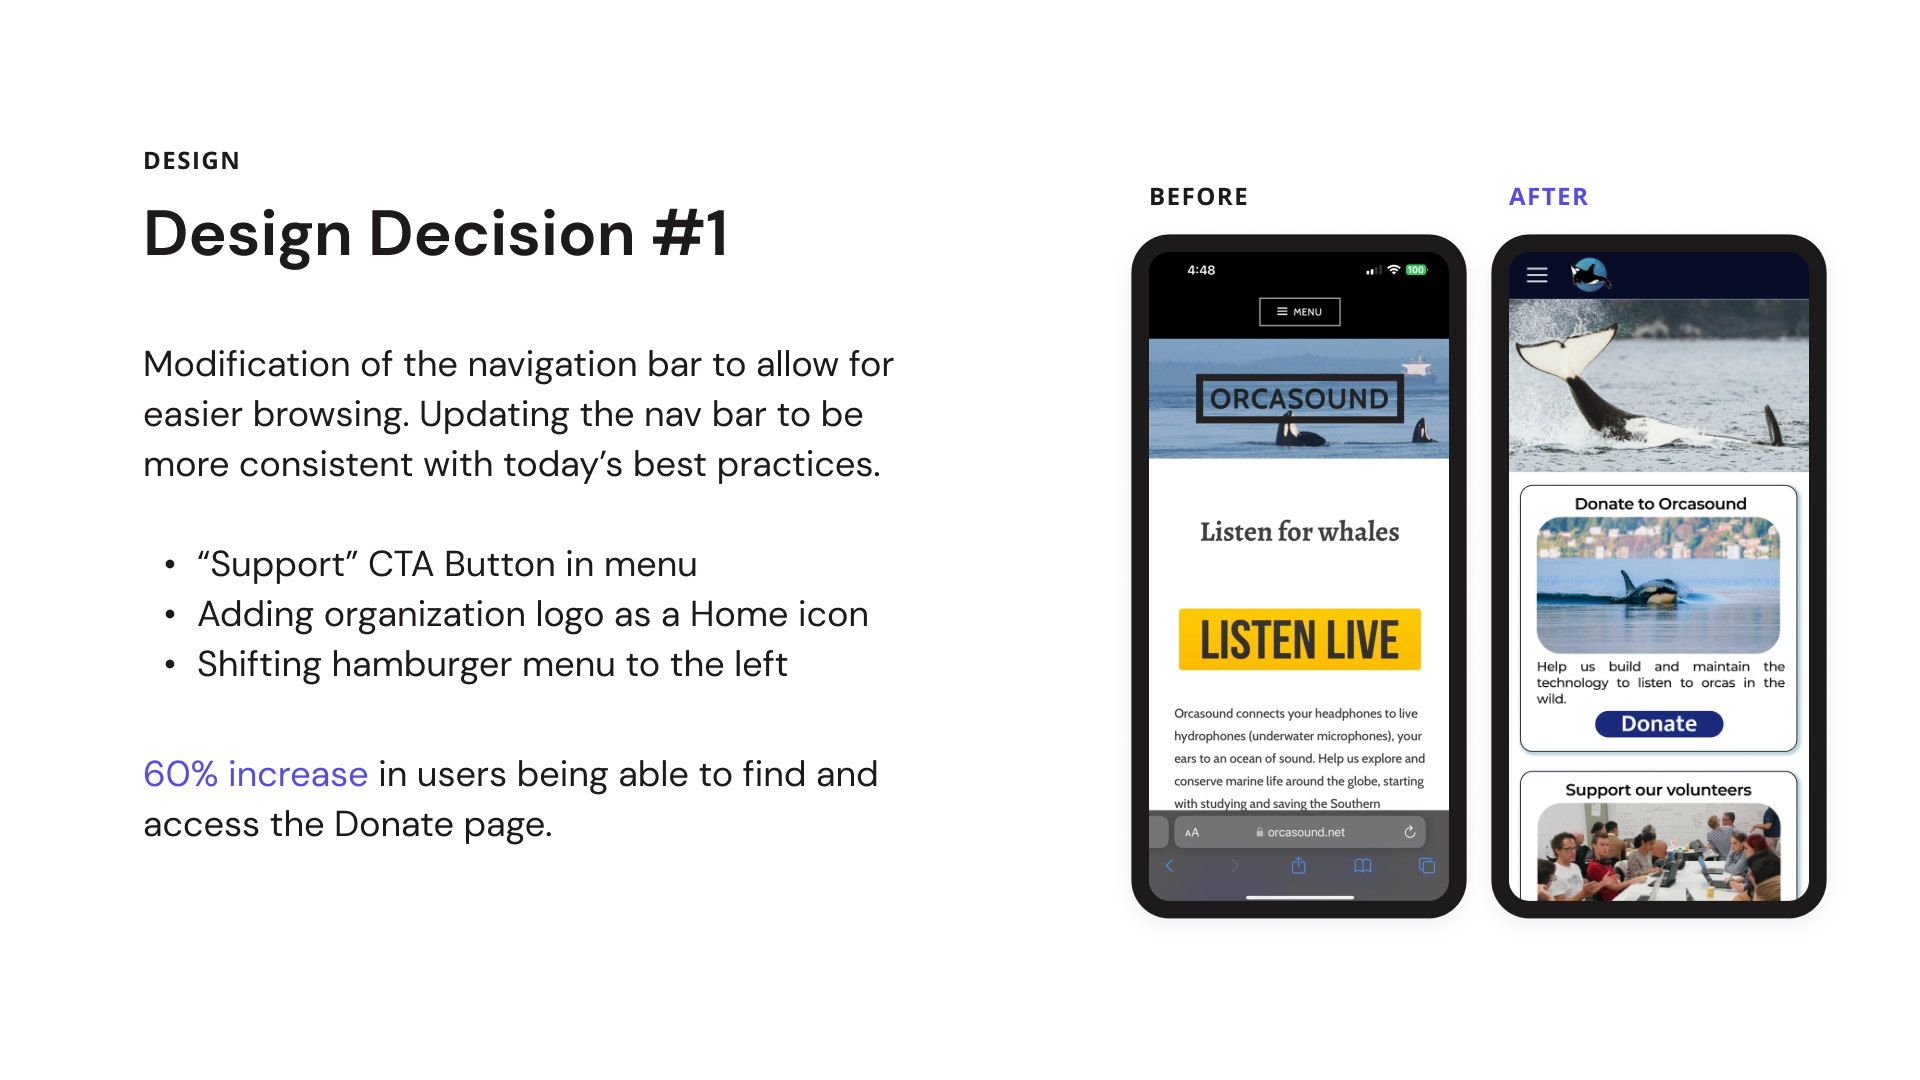 DESIGN
Design Decision #1
Modification of the navigation bar to allow for
easier browsing. Updating the nav bar to be
more consistent with today’s best practices.
• “Support” CTA Button in menu
• Adding organization logo as a Home icon
• Shifting hamburger menu to the left
60% increase in users being able to find and
access the Donate page.
BEFORE
4:48
100
MENU
ORCASOUND
Listen for whales
LISTEN LIVE
Orcasound connects your headphones to live
hydrophones (underwater microphones), your
ears to an ocean of sound. Help us explore and
conserve marine life around the globe, starting
with studying and saving the Southern
AA
orcasound.net
AFTER
Donate to Orcasound
Help us build and maintain the
technology to listen to orcas in the
wild.
Donate
Support our volunteers